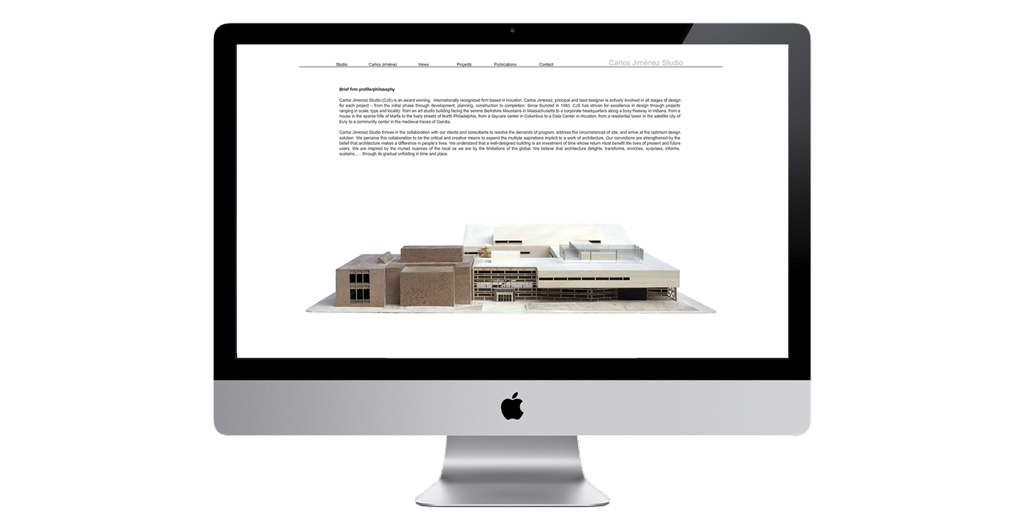 Studio Carlos Jiménez News Projects Publications Contact Carlos Jiménez Studio
Brief firm profile/philosophy
Carlos Jimenez Studio (CJS) is an award winning, internationally recognized firm based in Houston. Carlos Jimenez, principal and lead designer is actively involved in all stages of design
for each project - from the initial phase through development, planning, construction to completion. Since founded in 1983, CJS has striven for excellence in design through projects
ranging in scale, type and locality: from an art studio building facing the serene Berkshire Mountains in Massachusetts to a corporate headquarters along a busy freeway in Indiana; from a
house in the sparse hills of Marfa to the lively streets of North Philadelphia, from a daycare center in Columbus to a Data Center in Houston; from a residential tower in the satellite city of
Evry to a community center in the medieval traces of Gandia
Carlos Jimenez Studio thrives in the collaboration with our clients and consultants to resolve the demands of program, address the circumstances of site, and arrive at the optimum design
solution. We perceive this collaboration to be the critical and creative means to expand the multiple aspirations implicit to a work of architecture. Our convictions are strengthened by the
belief that architecture makes a difference in people's lives. We understand that a well-designed building is an investment of time whose return must benefit the lives of present and future
users. We are inspired by the myriad nuances of the local as we are by the limitations of the global. We believe that architecture delights, transforms, enriches, surprises, informs,
sustains,.....through its gradual unfolding in time and place.